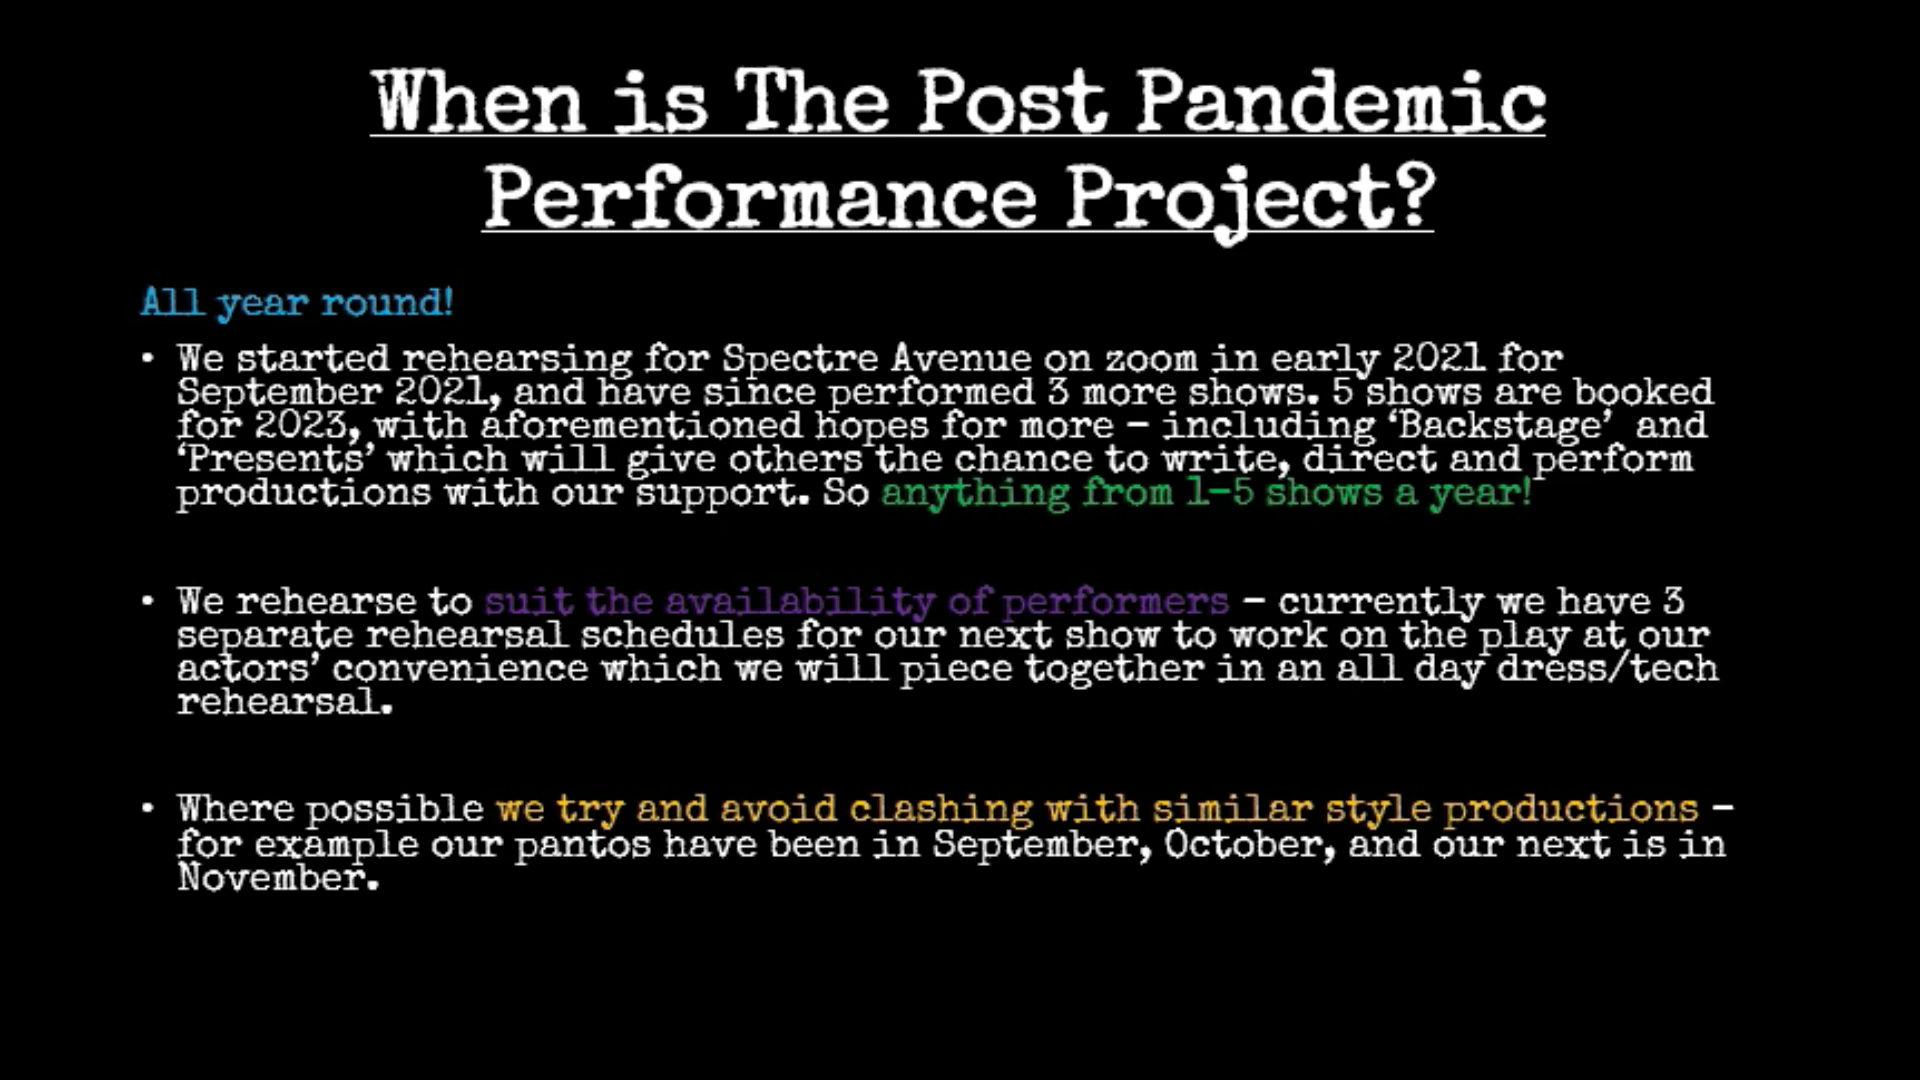 When is The Post Pandemic
Performance Project?
All year round!
• We started rehearsing for Spectre Avenue on zoom in early 2021 for
September 2021, and have since performed 3 more shows. 5 shows are booked
for 2023, with aforementioned hopes for more – including ‘Backstage’ and
‘Presents’ which will give others the chance to write, direct and perform
productions with our support. So anything from 1-5 shows a year!
• We rehearse to suit the availability of performers – currently we have 3
separate rehearsal schedules for our next show to work on the play at our
actors’ convenience which we will piece together in an all day dress/tech
rehearsal.
• Where possible we try and avoid clashing with similar style productions –
for example our pantos have been in September, October, and our next is in
November.